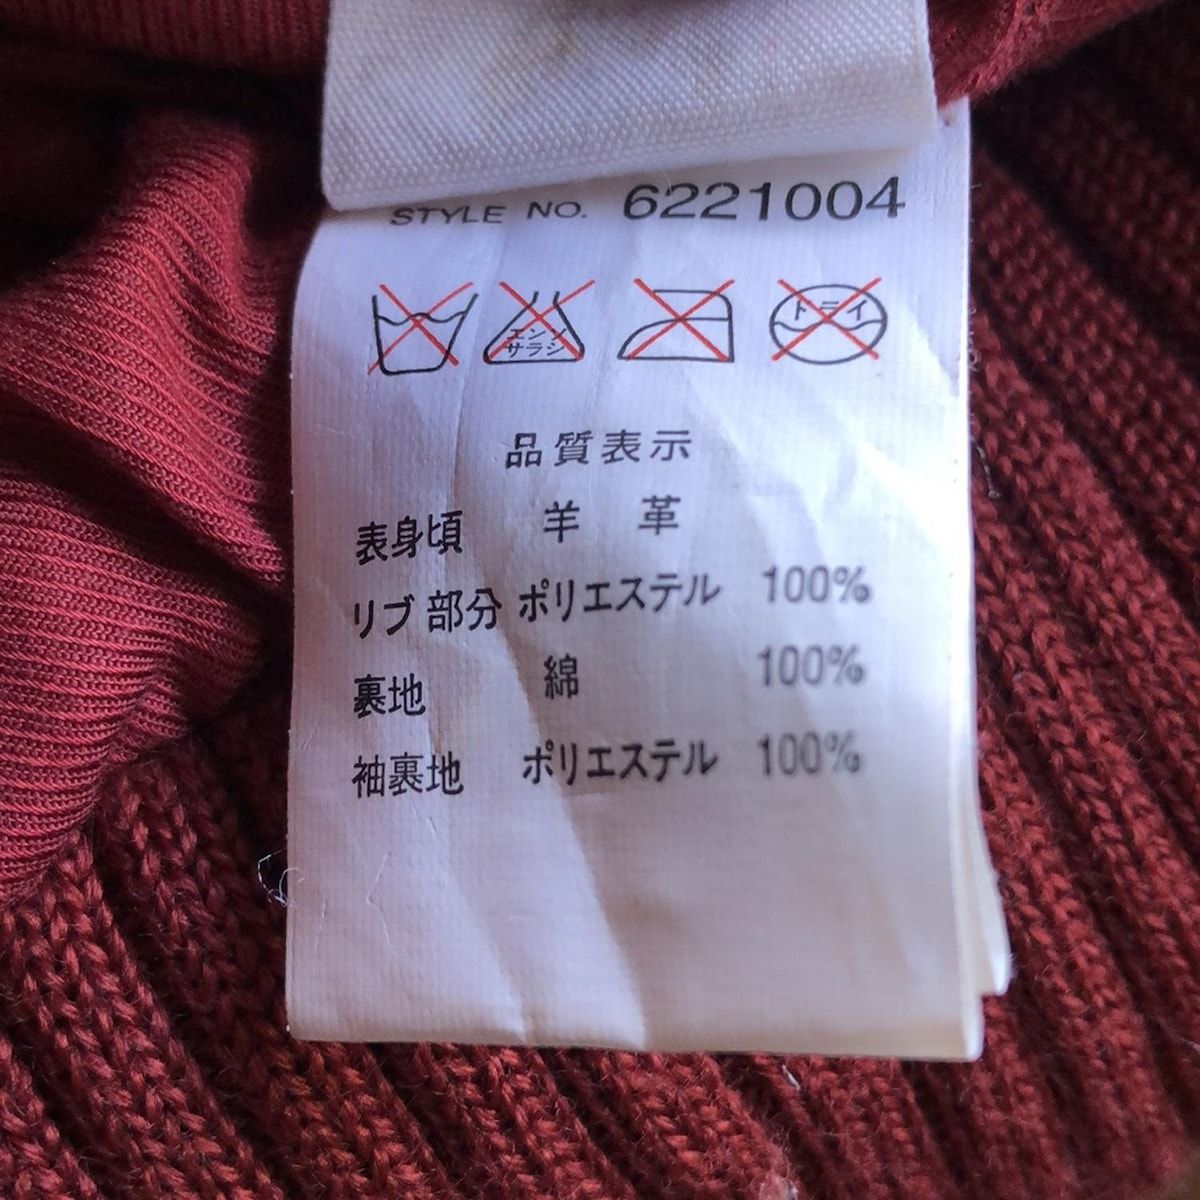 STYLE NO. 6221004
エンソ サラシ ドライ
品質表示
表身頃 羊 革
リブ部分 ポリエステル 100%
裏地 綿 100%
袖裏地 ポリエステル 100%